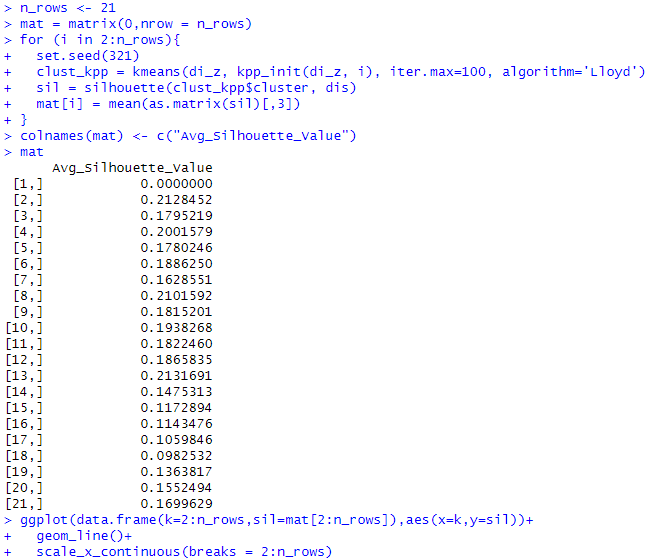 > n_rows <- 21
> mat = matrix(0,nrow = n_rows)
> for (i in 2:n_rows){
+   set.seed(321)
+   clust_kpp = kmeans(di_z, kpp_init(di_z, i), iter.max=100, algorithm='Lloyd')
+   sil = silhouette(clust_kpp$cluster, dis)
+   mat[i] = mean(as.matrix(sil)[,3])
+ }
> colnames(mat) <- c("Avg_Silhouette_Value")
> mat
      Avg_Silhouette_Value
 [1,]            0.0000000
 [2,]            0.2128452
 [3,]            0.1795219
 [4,]            0.2001579
 [5,]            0.1780246
 [6,]            0.1886250
 [7,]            0.1628551
 [8,]            0.2101592
 [9,]            0.1815201
[10,]            0.1938268
[11,]            0.1822460
[12,]            0.1865835
[13,]            0.2131691
[14,]            0.1475313
[15,]            0.1172894
[16,]            0.1143476
[17,]            0.1059846
[18,]            0.0982532
[19,]            0.1363817
[20,]            0.1552494
[21,]            0.1699629
> ggplot(data.frame(k=2:n_rows,sil=mat[2:n_rows]),aes(x=k,y=sil))+
+   geom_line()+
+   scale_x_continuous(breaks = 2:n_rows)